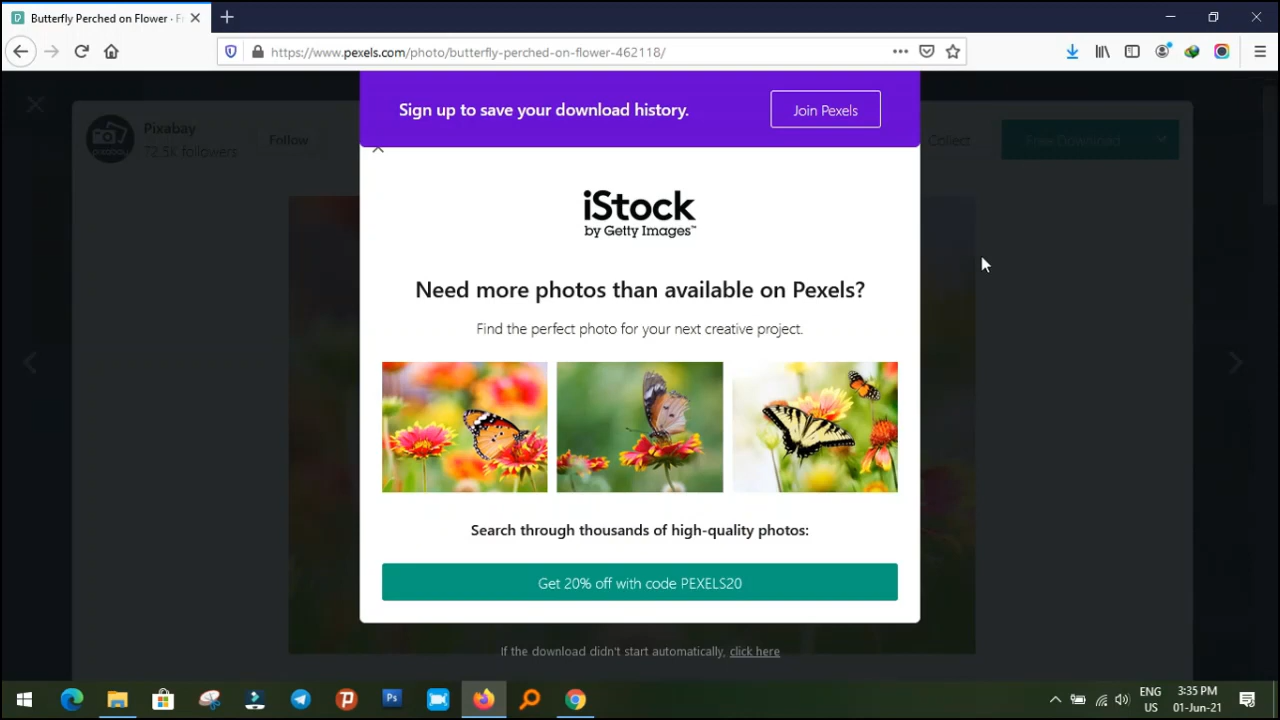 Butterfly Perched on Flower · Fr
https://www.pexels.com/photo/butterfly-perched-on-flower-462118/
Sign up to save your download history.
Join Pexels
Pixabay
72.5K followers
Follow
Collect
Free Download
pixabay
iStock
by Getty Images™
Need more photos than available on Pexels?
Find the perfect photo for your next creative project.
Search through thousands of high-quality photos:
Get 20% off with code PEXELS20
If the download didn't start automatically, click here
Ps
ENG
US
3:35 PM
01-Jun-21